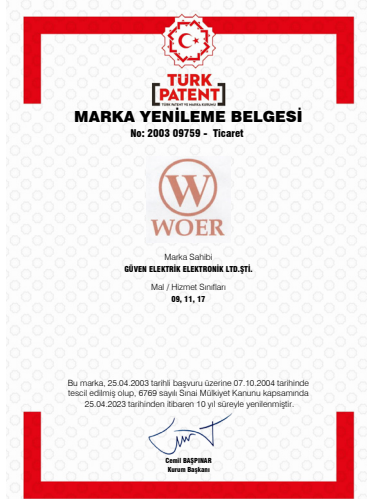 TÜRK
PATENT
TÜRK PATENT VE MARKA KURUMU
MARKA YENİLEME BELGESİ
No: 2003 09759 - Ticaret
W
WOER
Marka Sahibi
GÜVEN ELEKTRİK ELEKTRONİK LTD.ŞTİ.
Mal / Hizmet Sınıfları
09, 11, 17
Bu marka, 25.04.2003 tarihli başvuru üzerine 07.10.2004 tarihinde
tescil edilmiş olup, 6769 sayılı Sınai Mülkiyet Kanunu kapsamında
25.04.2023 tarihinden itibaren 10 yıl süreyle yenilenmiştir.
Cemil BAŞPINAR
Kurum Başkanı